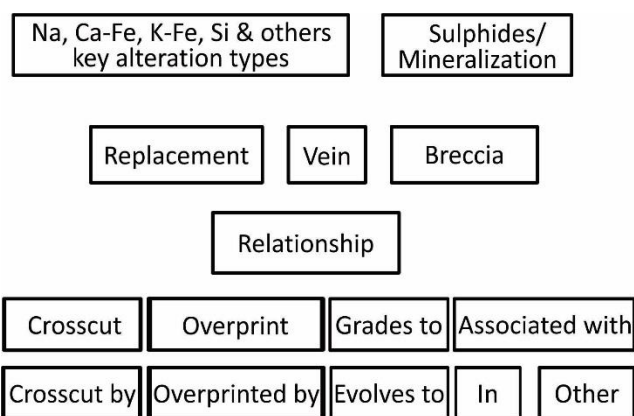 Na, Ca-Fe, K-Fe, Si & others
key alteration types
Sulphides/
Mineralization
Replacement
Vein
Breccia
Relationship
Crosscut
Overprint
Grades to
Associated with
Crosscut by
Overprinted by
Evolves to
In
Other